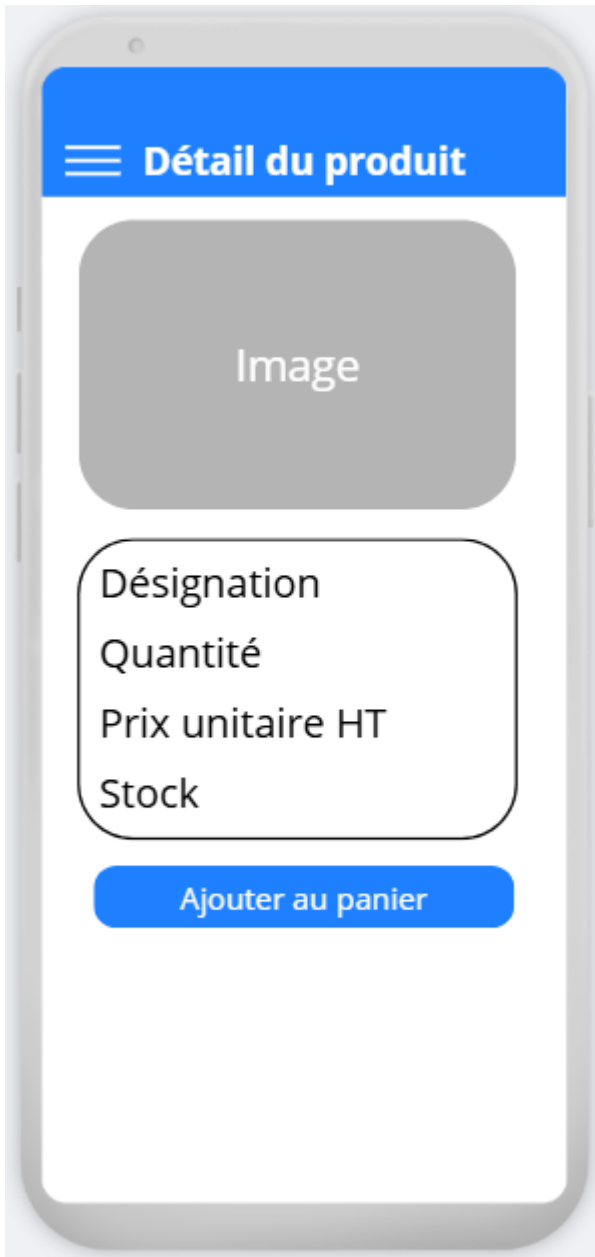 Détail du produit
Image
Désignation
Quantité
Prix unitaire HT
Stock
Ajouter au panier